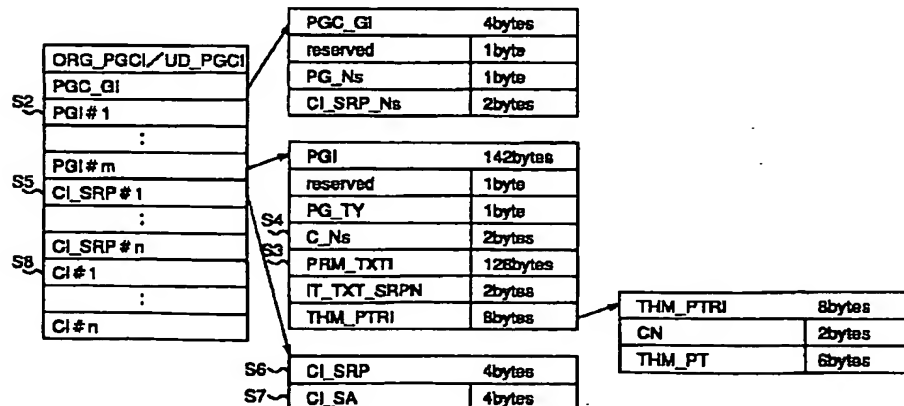 ORG_PGCI/UD_PGCI
PGC_GI
S2
PGI#1
:
PGI#m
S5
CI_SRP#1
:
CI_SRP#n
S8
CI#1
:
CI#n
PGC_GI 4bytes
reserved 1byte
PG_Ns 1byte
CI_SRP_Ns 2bytes
PGI 142bytes
reserved 1byte
PG_TY 1byte
S4
C_Ns 2bytes
S3
PRM_TXTI 128bytes
IT_TXT_SRPN 2bytes
THM_PTRI 8bytes
S6 CI_SRP 4bytes
S7 CI_SA 4bytes
THM_PTRI 8bytes
CN 2bytes
THM_PT 6bytes